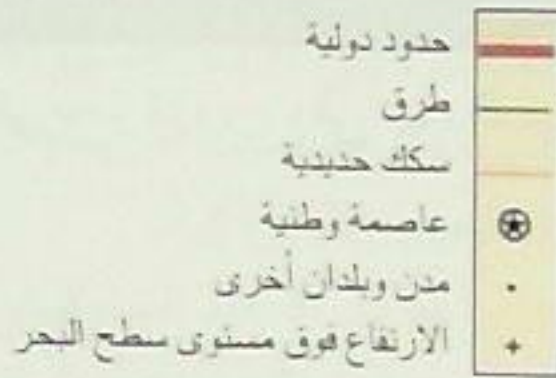 حدود دولية
طرق
سكك حديدية
عاصمة وطنية
مدن وبلدان أخرى
الارتفاع فوق مستوى سطح البحر